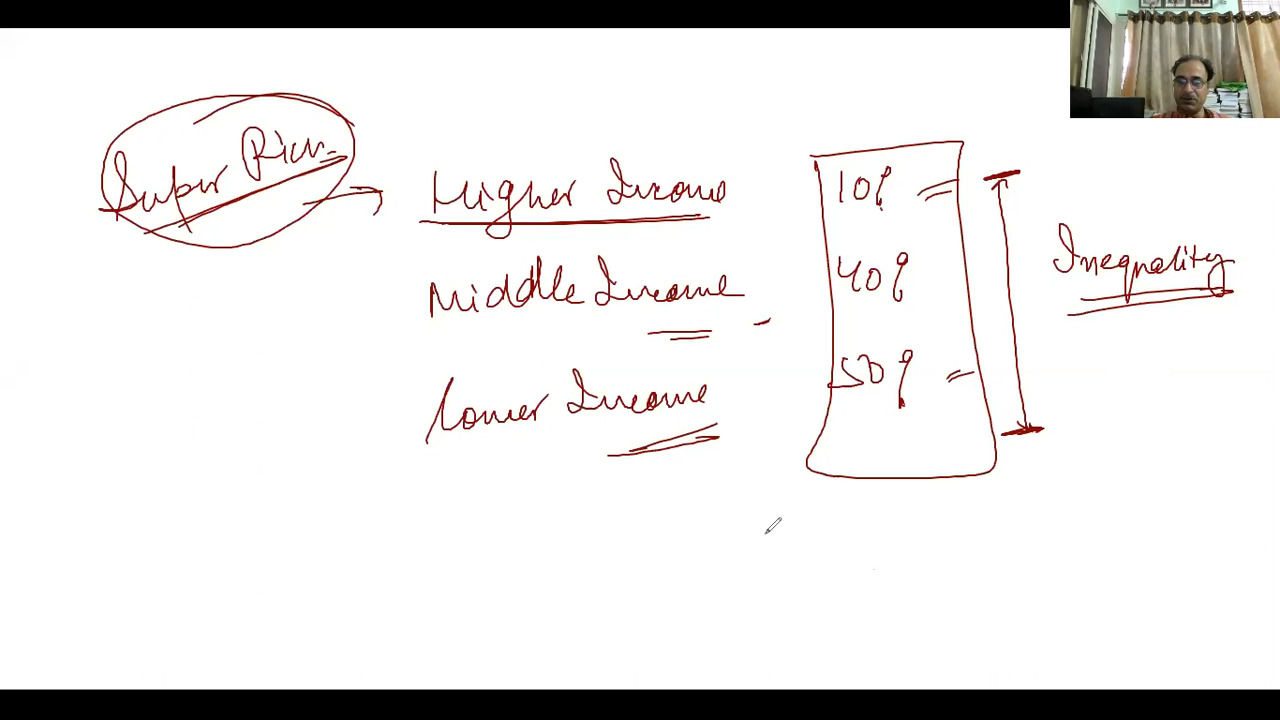 Super Rich
Higher Income 10%
Middle Income 40%
Lower Income 50%
Inequality